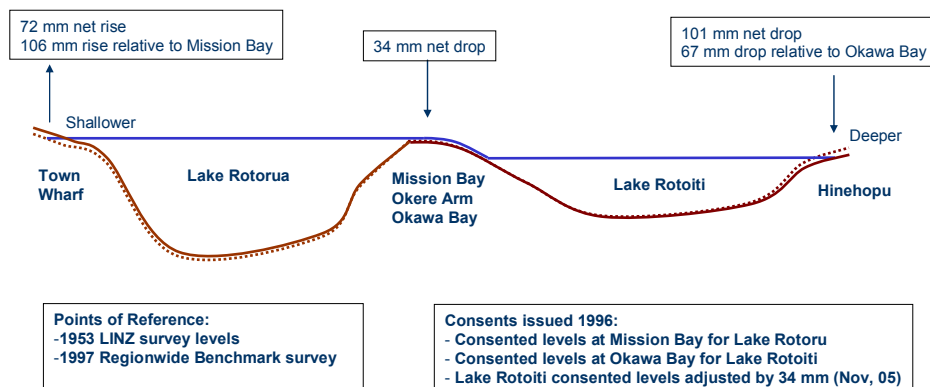 72 mm net rise
106 mm rise relative to Mission Bay
34 mm net drop
101 mm net drop
67 mm drop relative to Okawa Bay
Shallower
Deeper
Town
Wharf
Lake Rotorua
Mission Bay
Okere Arm
Okawa Bay
Lake Rotoiti
Hinehopu
Points of Reference:
-1953 LINZ survey levels
-1997 Regionwide Benchmark survey
Consents issued 1996:
- Consented levels at Mission Bay for Lake Rotoru
- Consented levels at Okawa Bay for Lake Rotoiti
- Lake Rotoiti consented levels adjusted by 34 mm (Nov, 05)